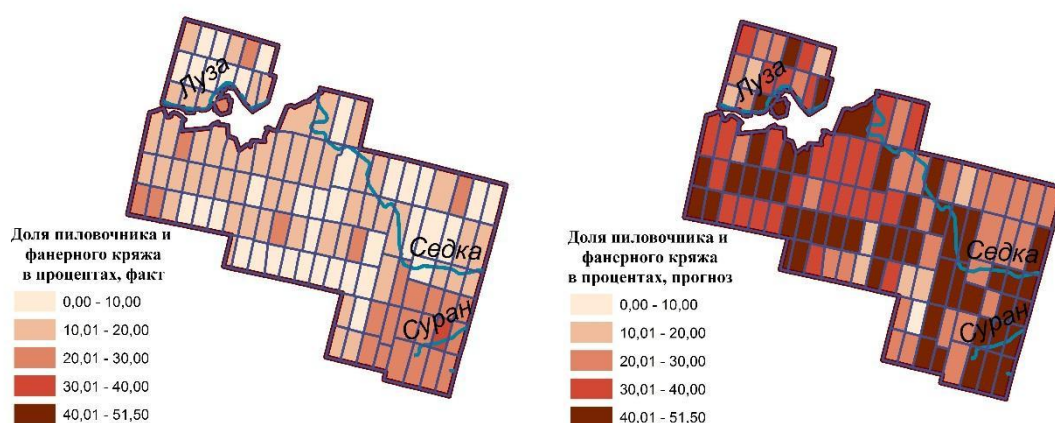 Луза
Седка
Суран
Доля пиловочника и
фанерного кряжа
в процентах, факт
0,00 - 10,00
10,01 - 20,00
20,01 - 30,00
30,01 - 40,00
40,01 - 51,50
Луза
Седка
Суран
Доля пиловочника и
фанерного кряжа
в процентах, прогноз
0,00 - 10,00
10,01 - 20,00
20,01 - 30,00
30,01 - 40,00
40,01 - 51,50